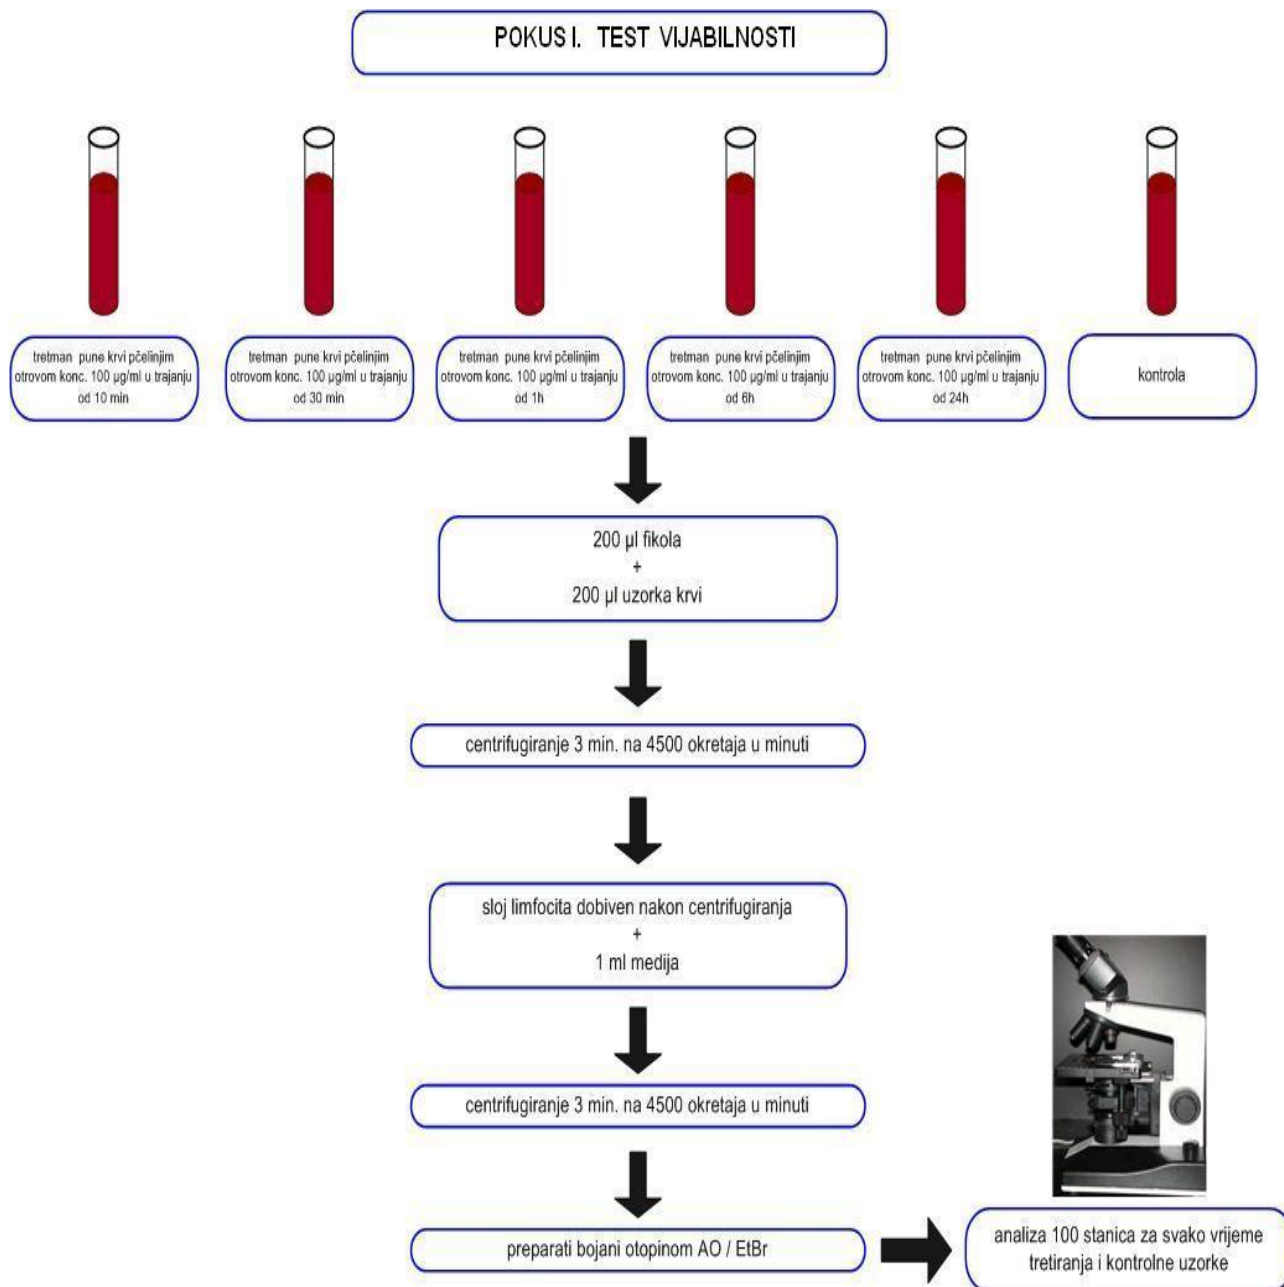 POKUS I. TEST VIJABILNOSTI
tretman pune krvi pčelinjim
otrovom konc. 100 µg/ml u trajanju
od 10 min
tretman pune krvi pčelinjim
otrovom konc. 100 µg/ml u trajanju
od 30 min
tretman pune krvi pčelinjim
otrovom konc. 100 µg/ml u trajanju
od 1h
tretman pune krvi pčelinjim
otrovom konc. 100 µg/ml u trajanju
od 6h
tretman pune krvi pčelinjim
otrovom konc. 100 µg/ml u trajanju
od 24h
kontrola
200 µl fikola
+
200 µl uzorka krvi
centrifugiranje 3 min. na 4500 okretaja u minuti
sloj limfocita dobiven nakon centrifugiranja
+
1 ml medija
centrifugiranje 3 min. na 4500 okretaja u minuti
preparati bojani otopinom AO / EtBr
analiza 100 stanica za svako vrijeme
tretiranja i kontrolne uzorke